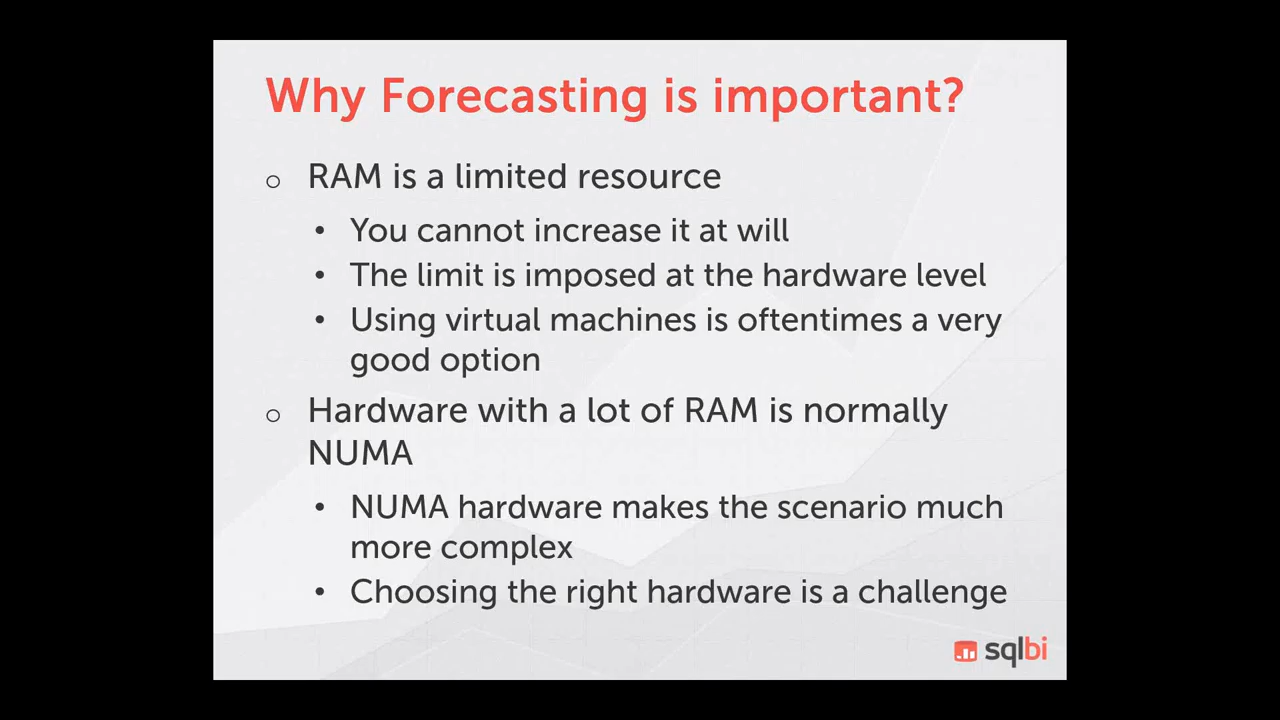 Why Forecasting is important?
○ RAM is a limited resource
• You cannot increase it at will
• The limit is imposed at the hardware level
• Using virtual machines is oftentimes a very
good option
○ Hardware with a lot of RAM is normally
NUMA
• NUMA hardware makes the scenario much
more complex
• Choosing the right hardware is a challenge
sqlbi